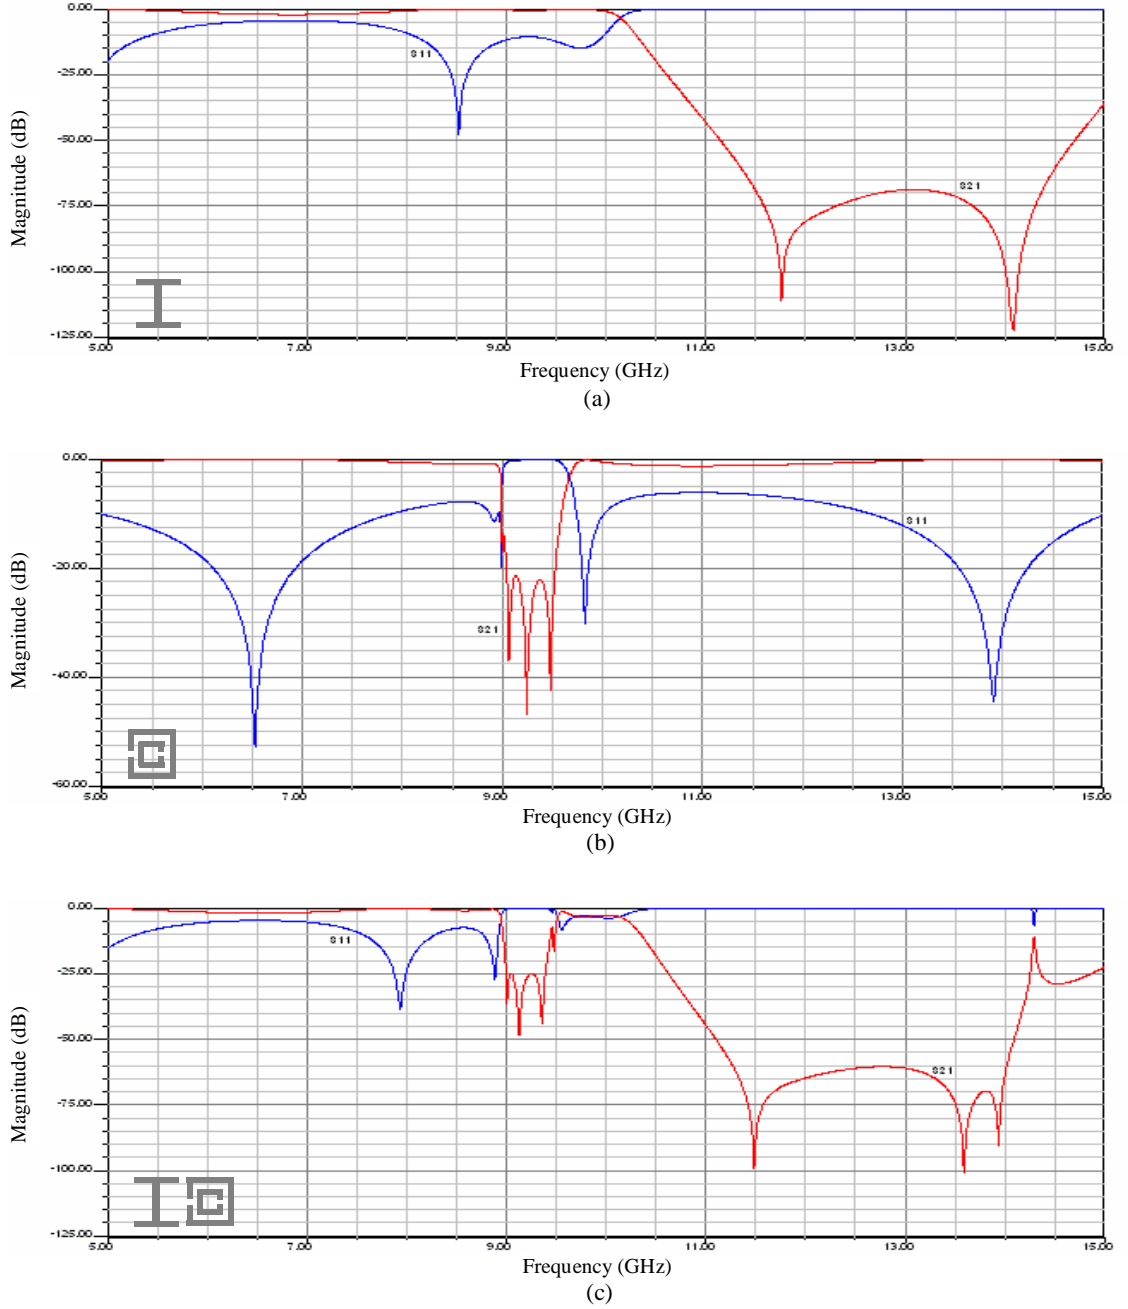 0.00
-25.00
-50.00
-75.00
-100.00
-125.00
Magnitude (dB)
S11
S21
5.00 7.00 9.00 11.00 13.00 15.00
Frequency (GHz)
(a)
0.00
-20.00
-40.00
-60.00
Magnitude (dB)
S11
S21
5.00 7.00 9.00 11.00 13.00 15.00
Frequency (GHz)
(b)
0.00
-25.00
-50.00
-75.00
-100.00
-125.00
Magnitude (dB)
S11
S21
5.00 7.00 9.00 11.00 13.00 15.00
Frequency (GHz)
(c)